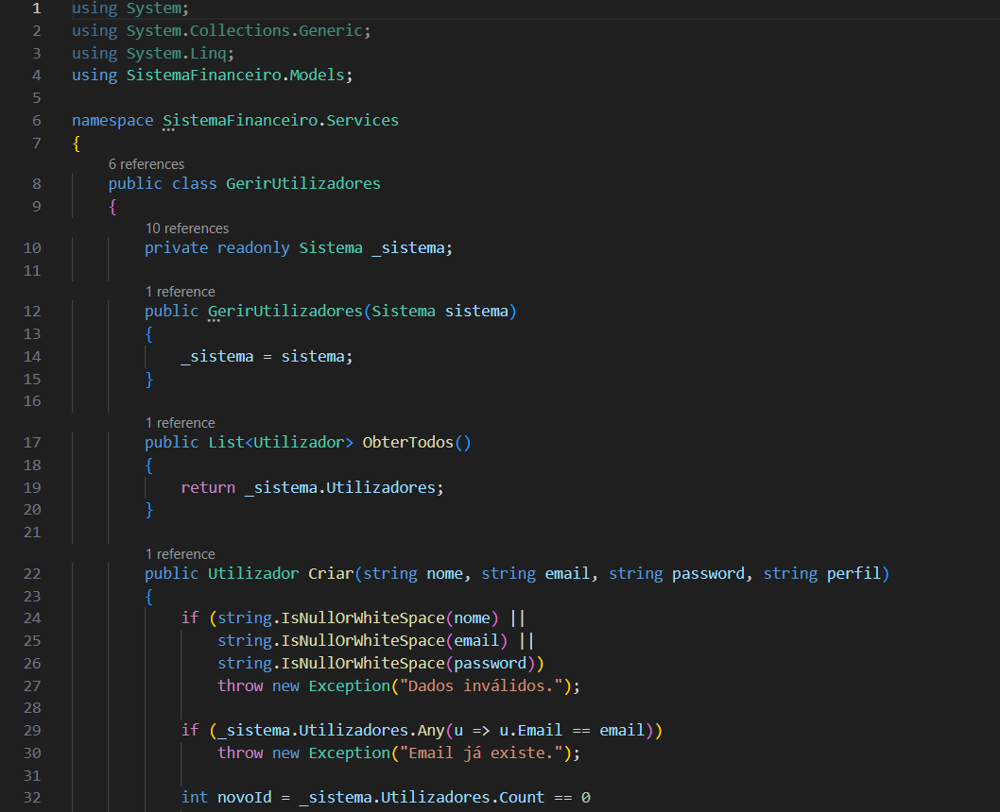 1 using System;
2 using System.Collections.Generic;
3 using System.Linq;
4 using SistemaFinanceiro.Models;
5
6 namespace SistemaFinanceiro.Services
7 {
6 references
8 public class GerirUtilizadores
9 {
10 references
10 private readonly Sistema _sistema;
11
1 reference
12 public GerirUtilizadores(Sistema sistema)
13 {
14 _sistema = sistema;
15 }
16
1 reference
17 public List<Utilizador> ObterTodos()
18 {
19 return _sistema.Utilizadores;
20 }
21
1 reference
22 public Utilizador Criar(string nome, string email, string password, string perfil)
23 {
24 if (string.IsNullOrWhiteSpace(nome) ||
25 string.IsNullOrWhiteSpace(email) ||
26 string.IsNullOrWhiteSpace(password))
27 throw new Exception("Dados inválidos.");
28
29 if (_sistema.Utilizadores.Any(u => u.Email == email))
30 throw new Exception("Email já existe.");
31
32 int novoId = _sistema.Utilizadores.Count == 0